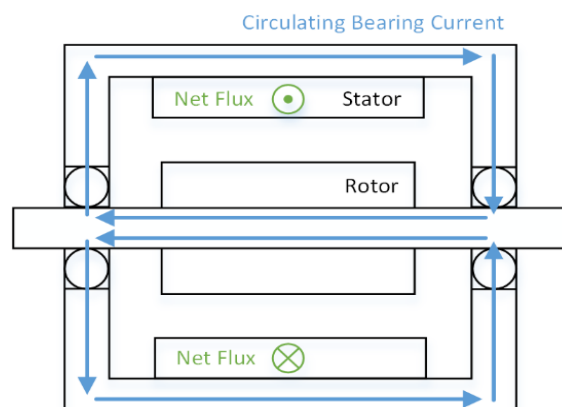 Circulating Bearing Current
Net Flux
Stator
Rotor
Net Flux